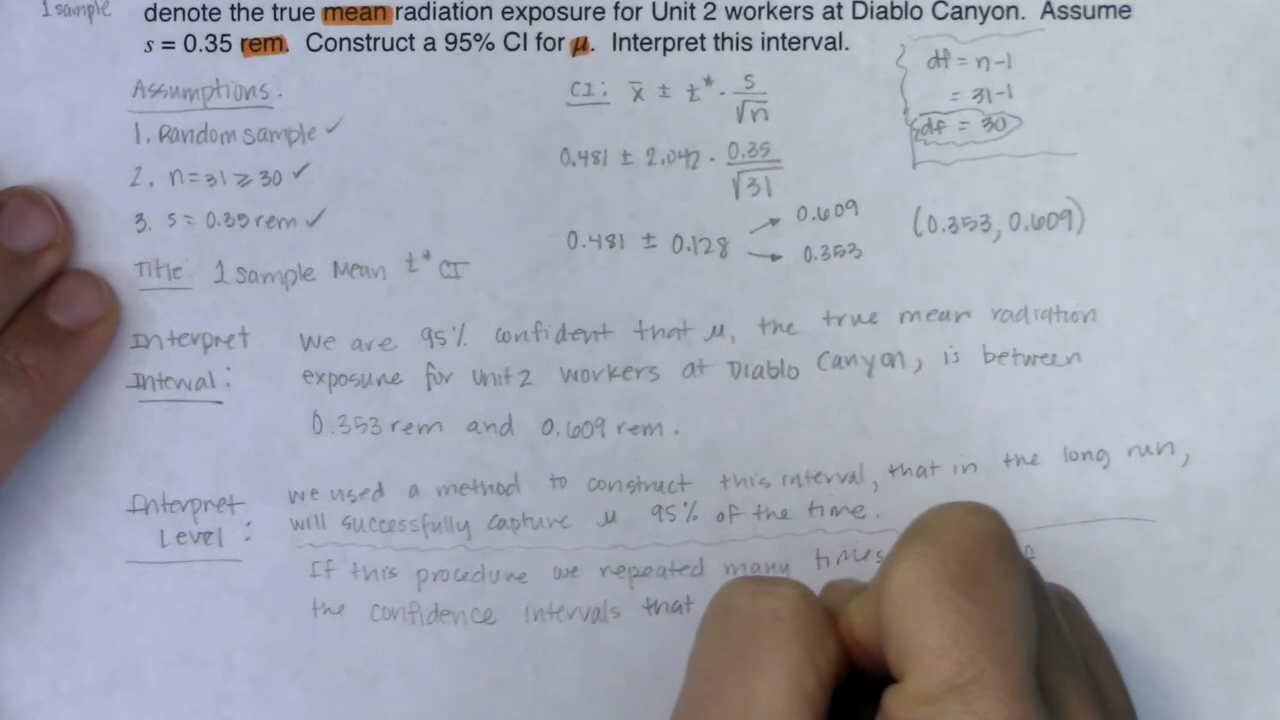 1 sample
denote the true mean radiation exposure for Unit 2 workers at Diablo Canyon. Assume
s = 0.35 rem. Construct a 95% CI for μ. Interpret this interval.
Assumptions.
1. Random sample ✓
2. n=31 ≥ 30 ✓
3. s = 0.35 rem ✓
Title: 1 sample Mean t* CI
CI: x̄ ± t* · s/√n
0.481 ± 2.042 · 0.35/√31
0.481 ± 0.128 → 0.609
→ 0.353
df = n-1
= 31-1
df = 30
(0.353, 0.609)
Interpret Interval:
We are 95% confident that μ, the true mean radiation
exposure for unit 2 workers at Diablo Canyon, is between
0.353 rem and 0.609 rem.
Interpret Level:
we used a method to construct this interval, that in the long run,
will successfully capture μ 95% of the time.
If this procedure we repeated many times
the confidence intervals that